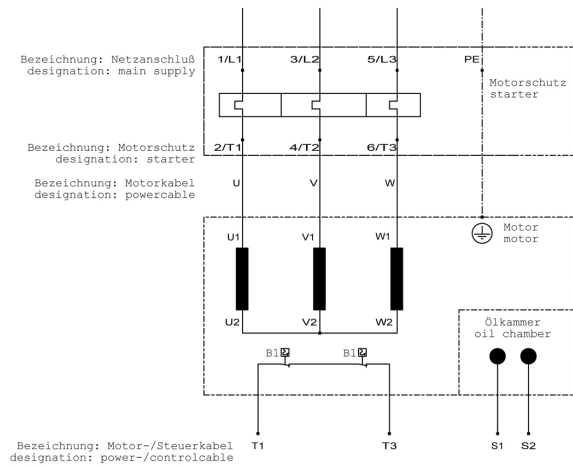 Bezeichnung: Netzanschluß 1/L1 3/L2 5/L3 PE
designation: main supply
Motorschutz
starter
Bezeichnung: Motorschutz 2/T1 4/T2 6/T3
designation: starter
Bezeichnung: Motorkabel U V W
designation: powercable
Motor
motor
U1 V1 W1
U2 V2 W2
Ölkammer
oil chamber
B1 B1
Bezeichnung: Motor-/Steuerkabel T1 T3 S1 S2
designation: power-/controlcable